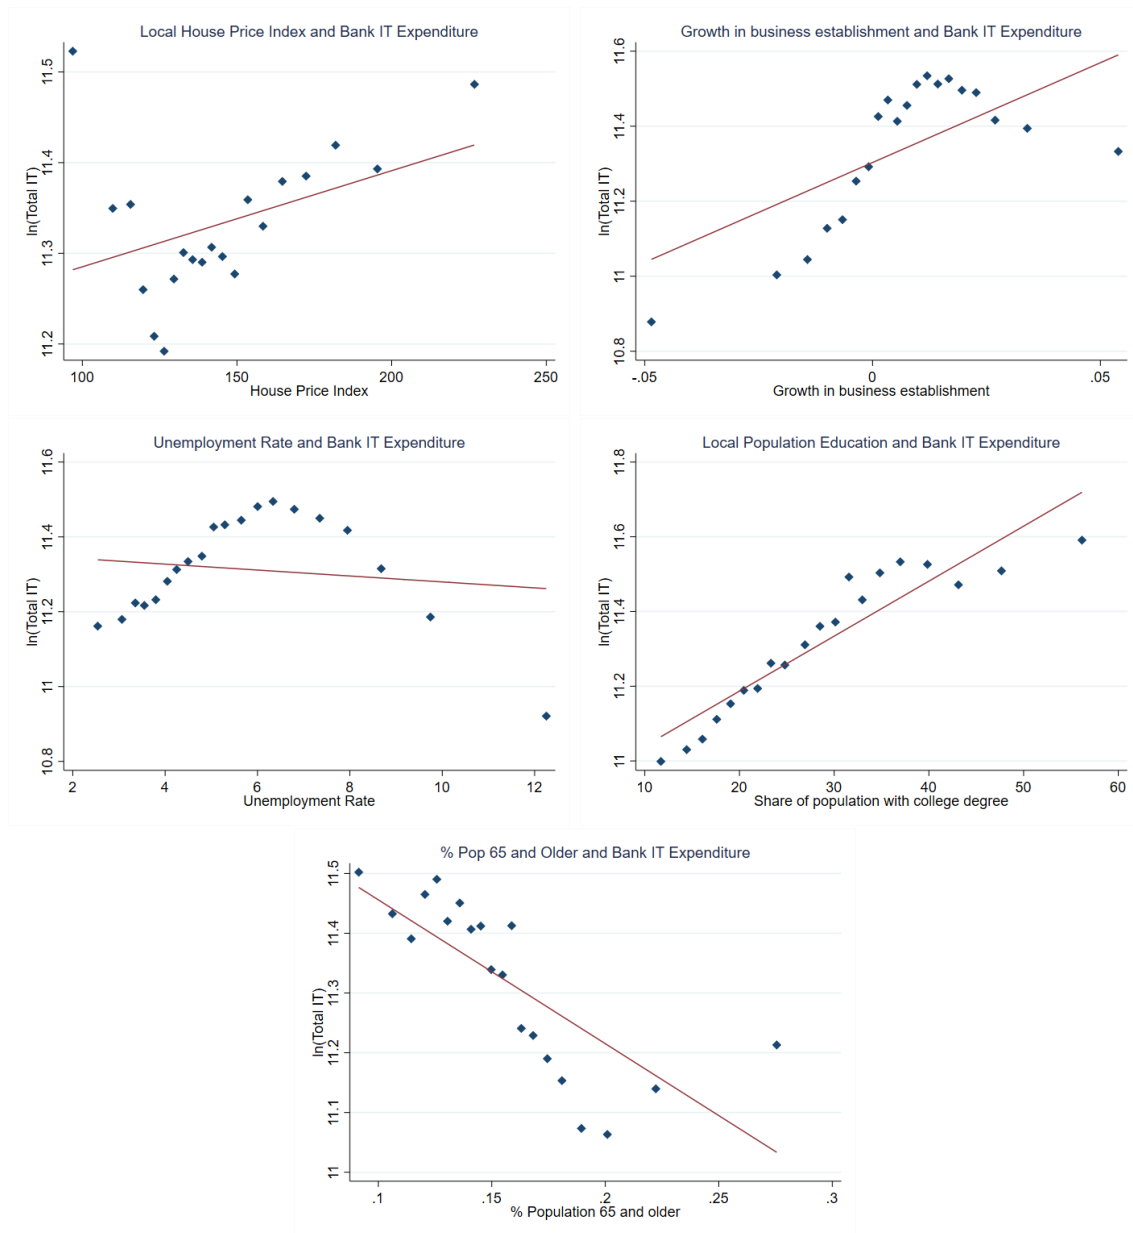 Local House Price Index and Bank IT Expenditure
ln(Total IT)
11.5
11.4
11.3
11.2
100 150 200 250
House Price Index
Growth in business establishment and Bank IT Expenditure
ln(Total IT)
11.6
11.4
11.2
11
10.8
-.05 0 .05
Growth in business establishment
Unemployment Rate and Bank IT Expenditure
ln(Total IT)
11.6
11.4
11.2
11
10.8
2 4 6 8 10 12
Unemployment Rate
Local Population Education and Bank IT Expenditure
ln(Total IT)
11.8
11.6
11.4
11.2
11
10 20 30 40 50 60
Share of population with college degree
% Pop 65 and Older and Bank IT Expenditure
ln(Total IT)
11.5
11.4
11.3
11.2
11.1
11
.1 .15 .2 .25 .3
% Population 65 and older